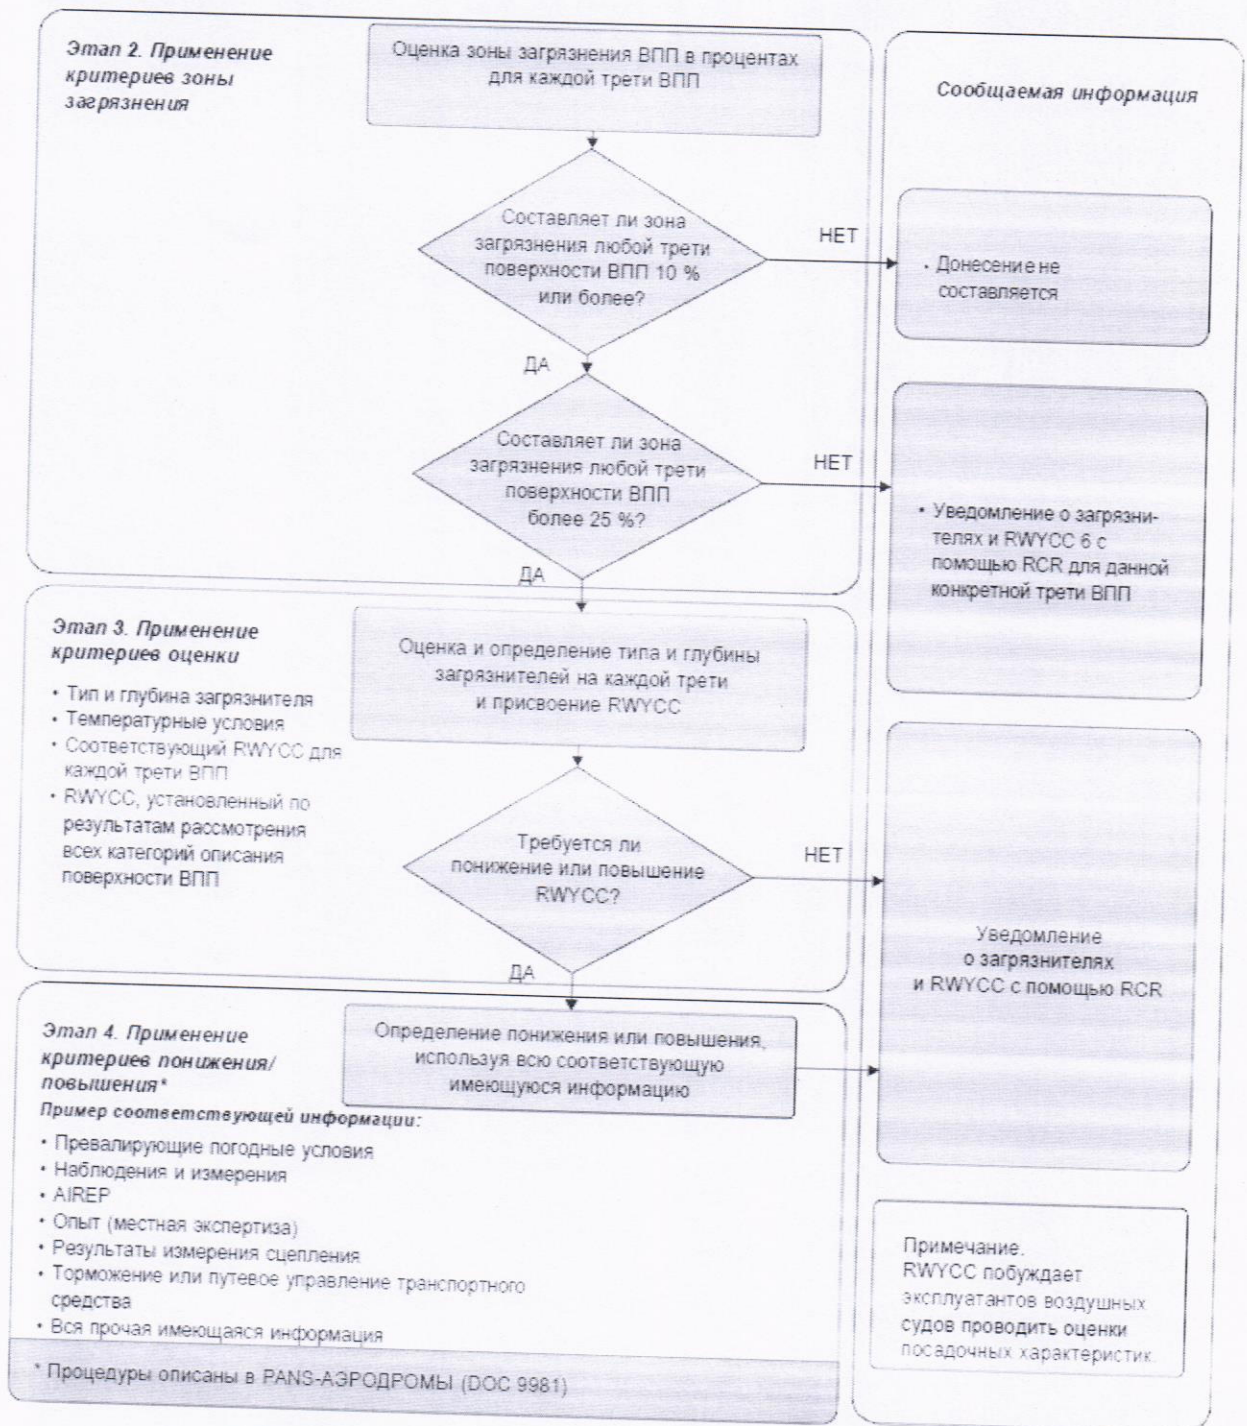 Этап 2. Применение
критериев зоны
загрязнения
Оценка зоны загрязнения ВПП в процентах
для каждой трети ВПП
Сообщаемая информация
Составляет ли зона
загрязнения любой трети
поверхности ВПП 10 %
или более?
НЕТ
• Донесение не
составляется
ДА
Составляет ли зона
загрязнения любой трети
поверхности ВПП
более 25 %?
НЕТ
• Уведомление о загрязни-
телях и RWYCC 6 с
помощью RCR для данной
конкретной трети ВПП
ДА
Этап 3. Применение
критериев оценки
• Тип и глубина загрязнителя
• Температурные условия
• Соответствующий RWYCC для
каждой трети ВПП
• RWYCC, установленный по
результатам рассмотрения
всех категорий описания
поверхности ВПП
Оценка и определение типа и глубины
загрязнителей на каждой трети
и присвоение RWYCC
Требуется ли
понижение или повышение
RWYCC?
НЕТ
Уведомление
о загрязнителях
и RWYCC с помощью RCR
ДА
Этап 4. Применение
критериев понижения/
повышения*
Определение понижения или повышения,
используя всю соответствующую
имеющуюся информацию
Пример соответствующей информации:
• Превалирующие погодные условия
• Наблюдения и измерения
• AIREP
• Опыт (местная экспертиза)
• Результаты измерения сцепления
• Торможение или путевое управление транспортного
средства
• Вся прочая имеющаяся информация
* Процедуры описаны в PANS-АЭРОДРОМЫ (DOC 9981)
Примечание.
RWYCC побуждает
эксплуатантов воздушных
судов проводить оценки
посадочных характеристик.